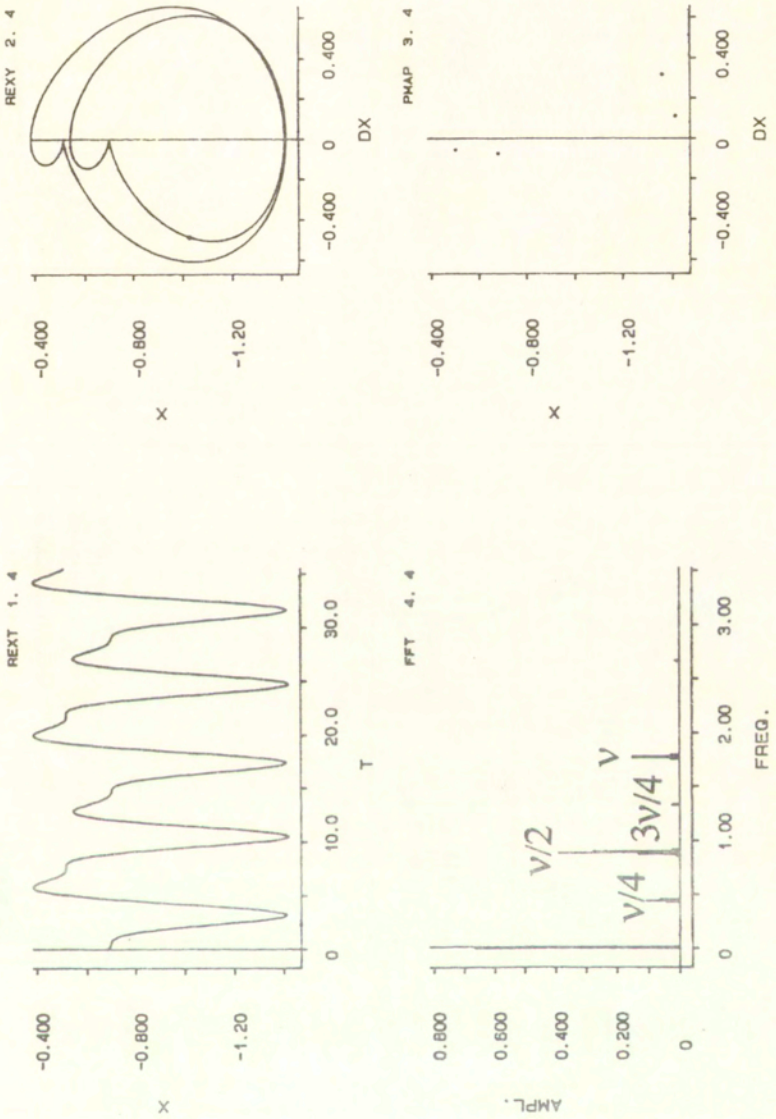 REXT 1. 4
X
-0.400
-0.800
-1.20
0
10.0
20.0
30.0
T
REXY 2. 4
X
-0.400
-0.800
-1.20
-0.400
0
0.400
DX
FFT 4. 4
AMPL.
0.800
0.600
0.400
0.200
0
ν/4
ν/2
3ν/4
ν
0
1.00
2.00
3.00
FREQ.
PMAP 3. 4
X
-0.400
-0.800
-1.20
-0.400
0
0.400
DX